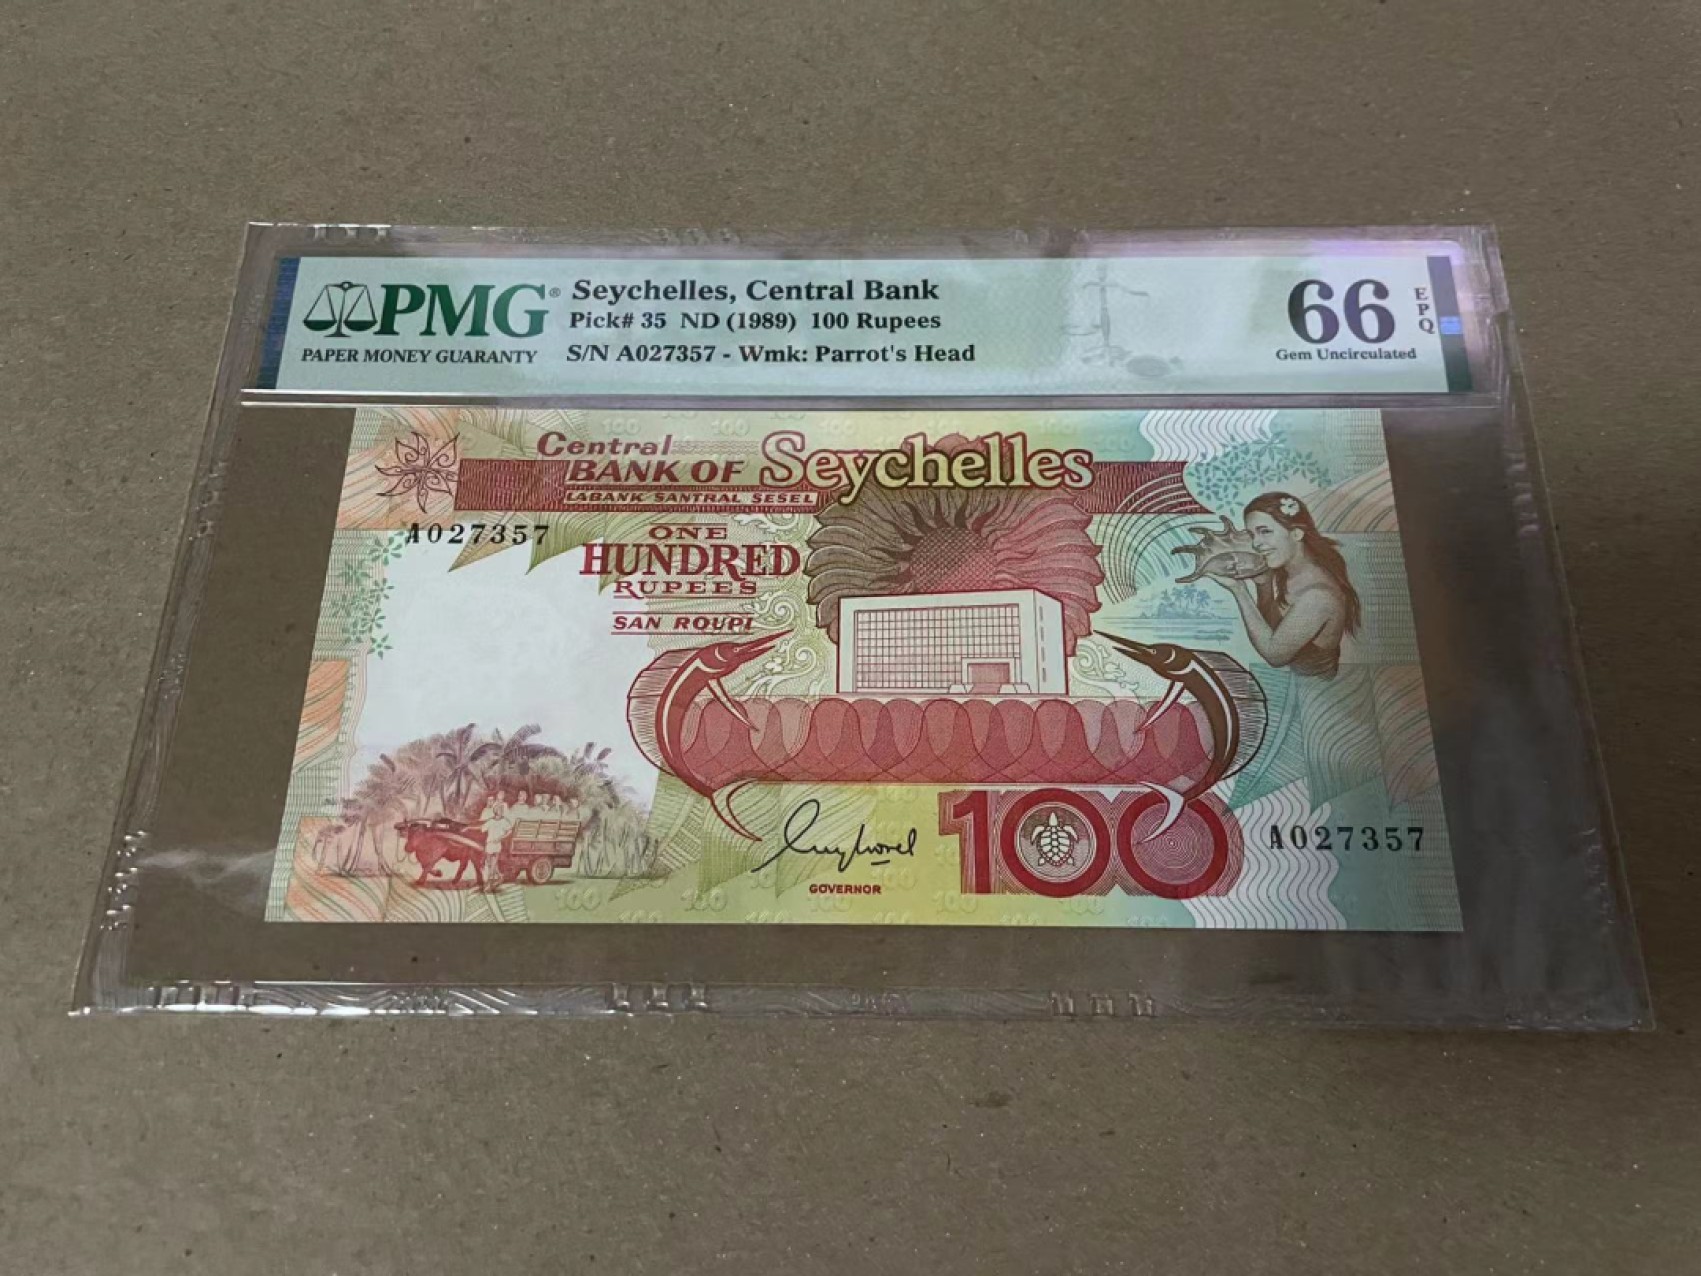 PMG®
PAPER MONEY GUARANTY
Seychelles, Central Bank
Pick# 35 ND (1989) 100 Rupees
S/N A027357 - Wmk: Parrot's Head
66
EPQ
Gem Uncirculated
Central
BANK OF Seychelles
LABANK SANTRAL SESEL
A027357
ONE
HUNDRED
RUPEES
SAN ROUPI
GOVERNOR
100
A027357